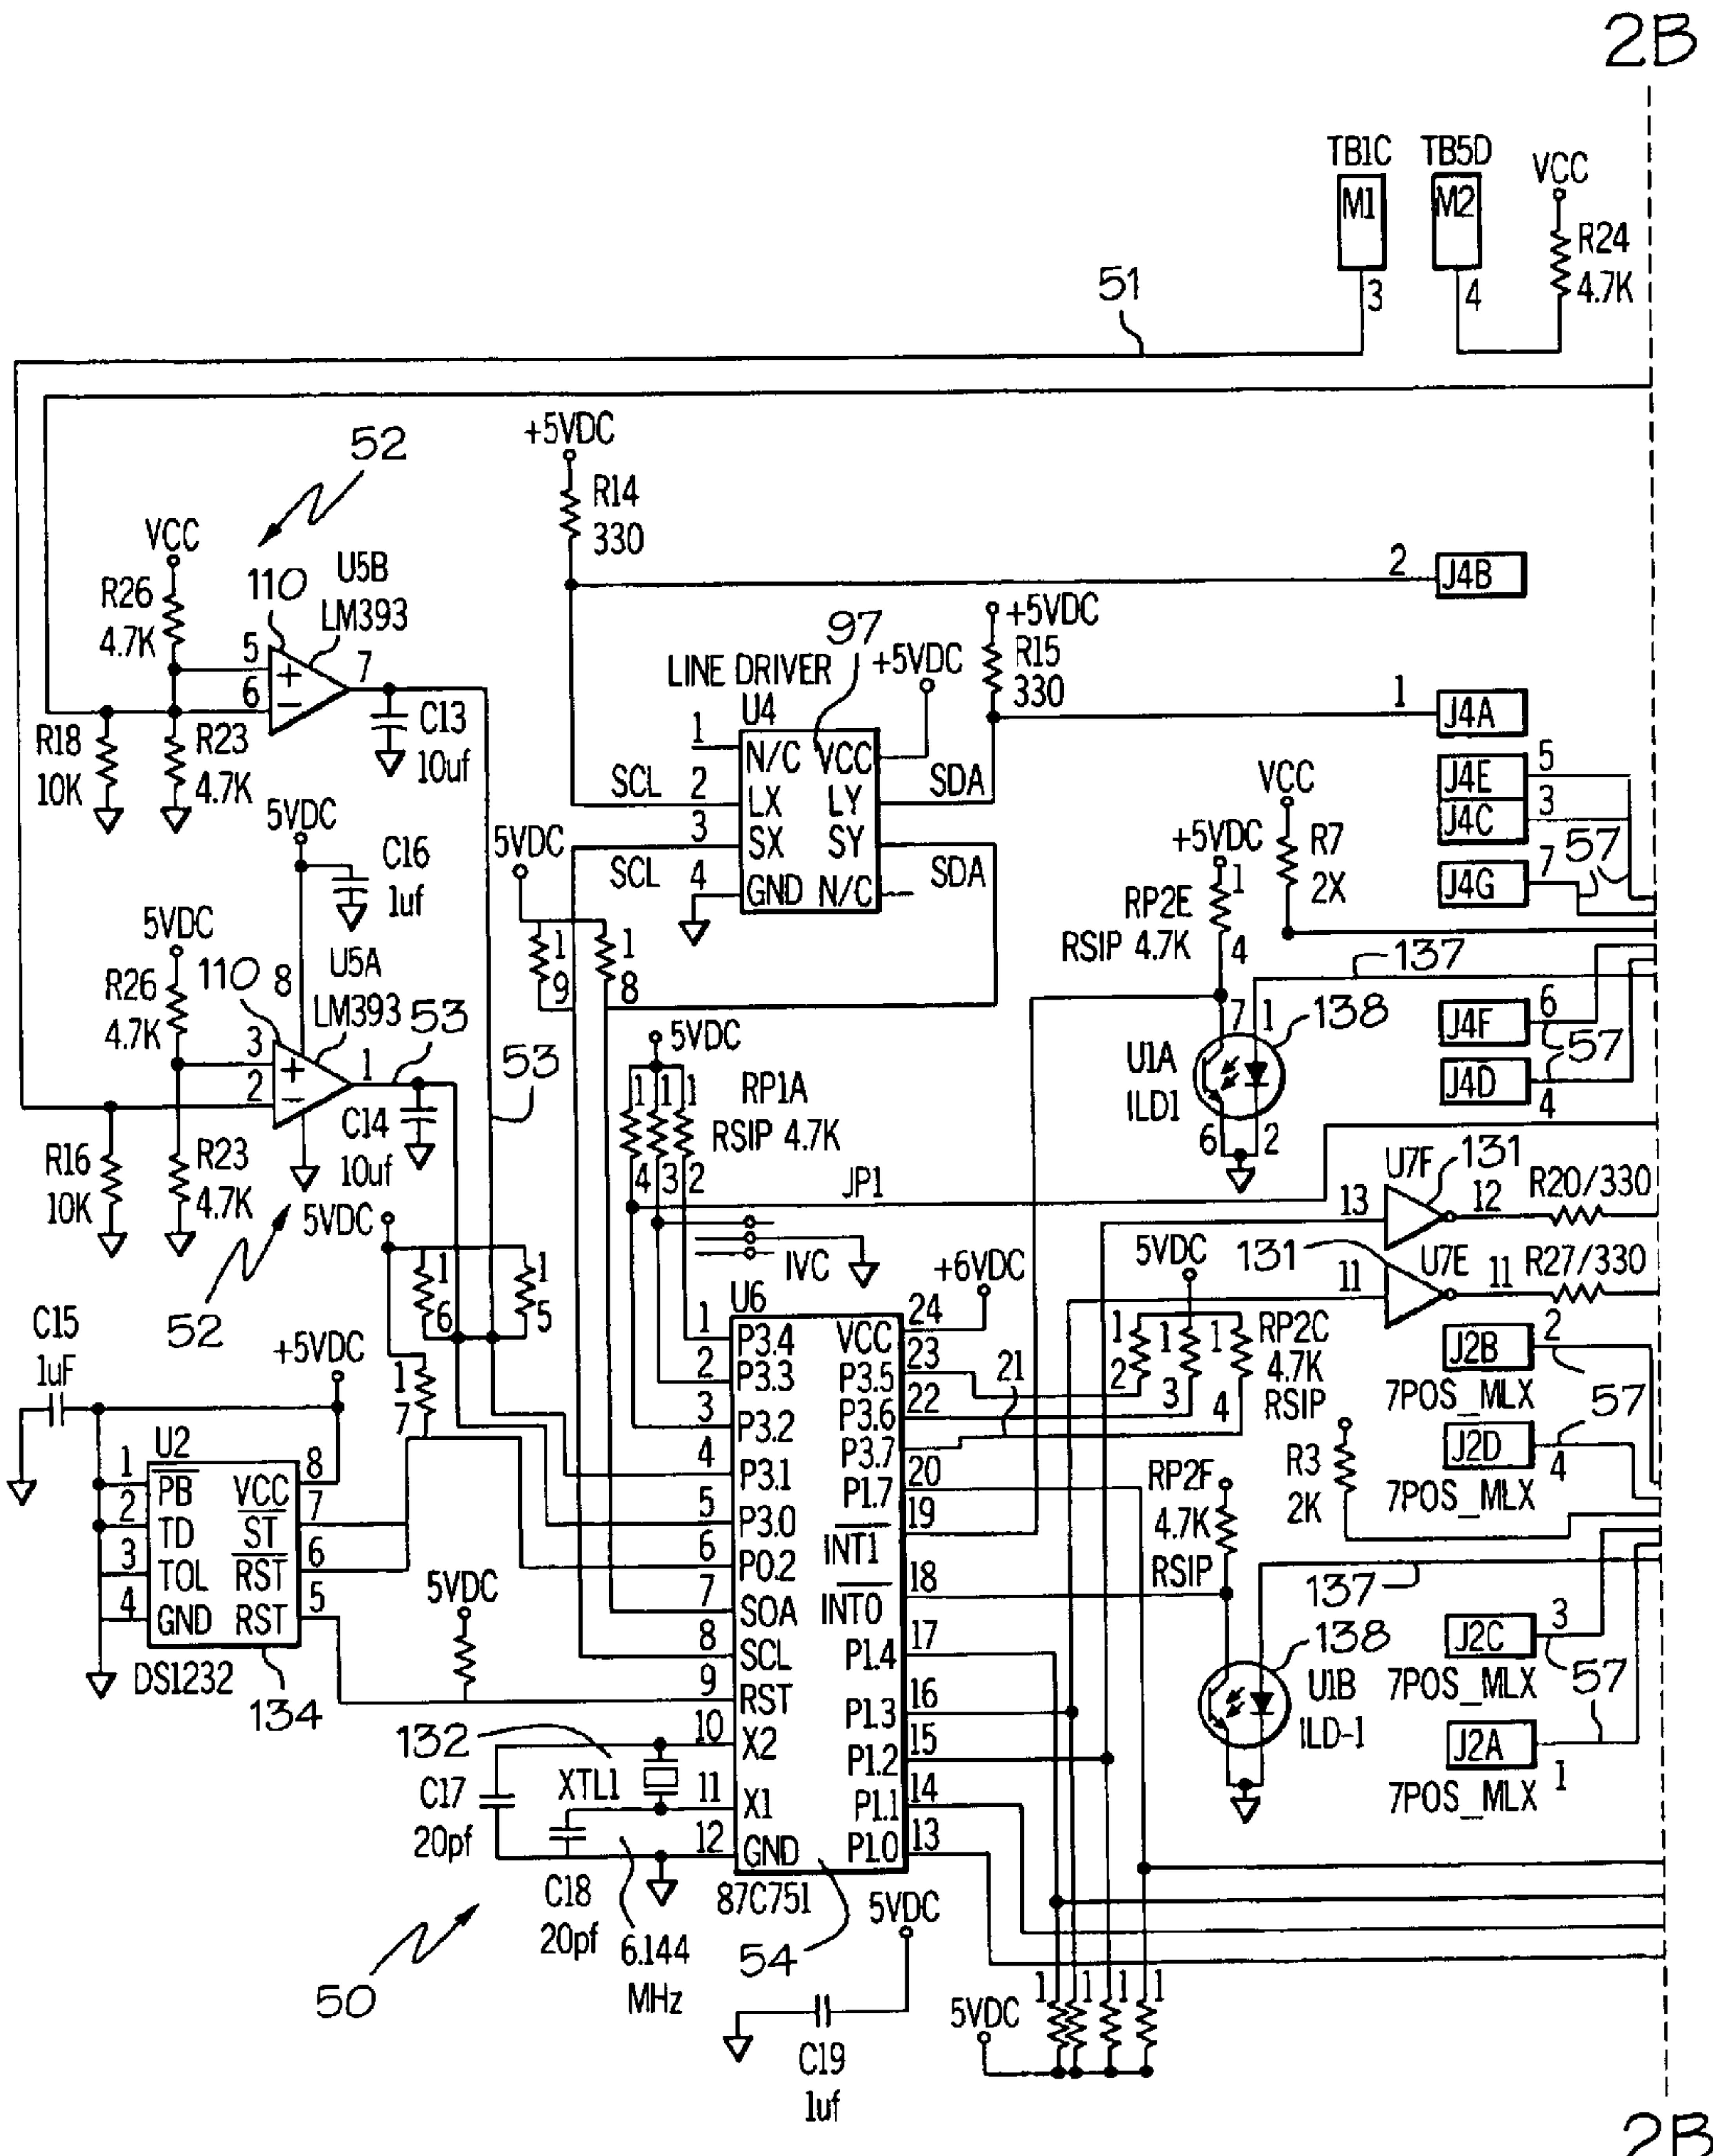 2B
TB1C TB5D
M1 M2
VCC
R24
4.7K
3 4
51
+5VDC
52
R14
330
VCC
U5B
110
LM393
R26
4.7K
5
6
7
2 J4B
+5VDC
97
R15
330
LINE DRIVER
+5VDC
U4
1 J4A
R18
10K
R23
4.7K
C13
10uf
1 N/C VCC
SCL 2 LX LY SDA
3 SX SY
SCL 4 GND N/C SDA
5VDC
C16
1uf
5VDC
VCC
R7
2X
J4E 5
J4C 3
J4G 7
57
+5VDC
1
RP2E
RSIP 4.7K
4
5VDC
110
8
U5A
LM393
R26
4.7K
3
2
1
53
53
1 1
9 8
137
7 1
138
U1A
ILD1
6 2
J4F 6
57
J4D 4
5VDC
1 1 1
RP1A
RSIP 4.7K
4 3 2
C14
10uf
R16
10K
R23
4.7K
JP1
IVC
U7F
131
13 12
R20/330
52
5VDC
1 1
6 5
131
U7E
11 11
R27/330
C15
1uF
+5VDC
1
7
U6
+6VDC
5VDC
1 1 1
2 3 4
RP2C
4.7K
RSIP
21
J2B 2
7POS_MLX
57
J2D 4
7POS_MLX
R3
2K
U2
1 PB VCC 8
2 TD ST 7
3 TOL RST 6
4 GND RST 5
DS1232
134
5VDC
1 P3.4 VCC 24
2 P3.3 P3.5 23
3 P3.2 P3.6 22
P3.7
4 P3.1 P1.7 20
5 P3.0 INT1 19
6 P0.2
7 SOA INT0 18
8 SCL P1.4 17
9 RST P1.3 16
10 X2 P1.2 15
11 X1 P1.1 14
12 GND P1.0 13
87C751
54
RP2F
4.7K
RSIP
137
138
U1B
ILD-1
J2C 3
7POS_MLX
57
J2A 1
7POS_MLX
132
XTL1
C17
20pf
C18
20pf
6.144
MHz
50
5VDC
C19
1uf
5VDC
1 1 1 1
2B